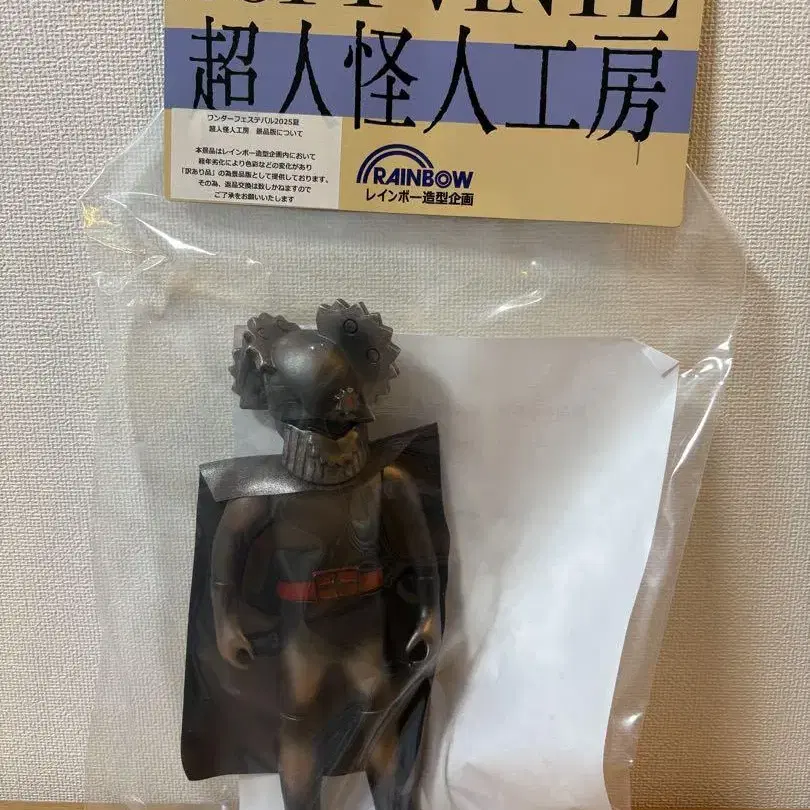 SOFT VINYL
超人怪人工房
ワンダーフェスティバル2025夏
超人怪人工房 景品版について
本景品はレインボー造型企画内において
経年劣化により色彩などの変化があり
「訳あり品」の為景品版として提供しております。
その為、返品交換は致しかねますので
ご了承をお願いいたします
RAINBOW
レインボー造型企画